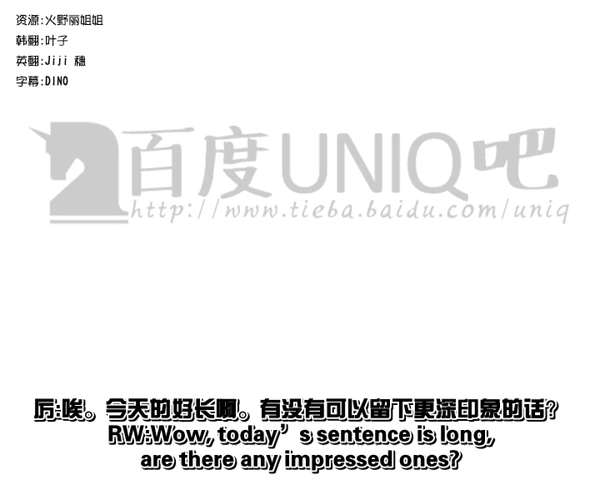 资源:火野丽姐姐
韩翻:叶子
英翻:Jiji 穗
字幕:DINO
百度UNIQ吧
http://www.tieba.baidu.com/uniq
厉:唉。今天的好长啊。有没有可以留下更深印象的话?
RW:Wow, today’s sentence is long,
are there any impressed ones?